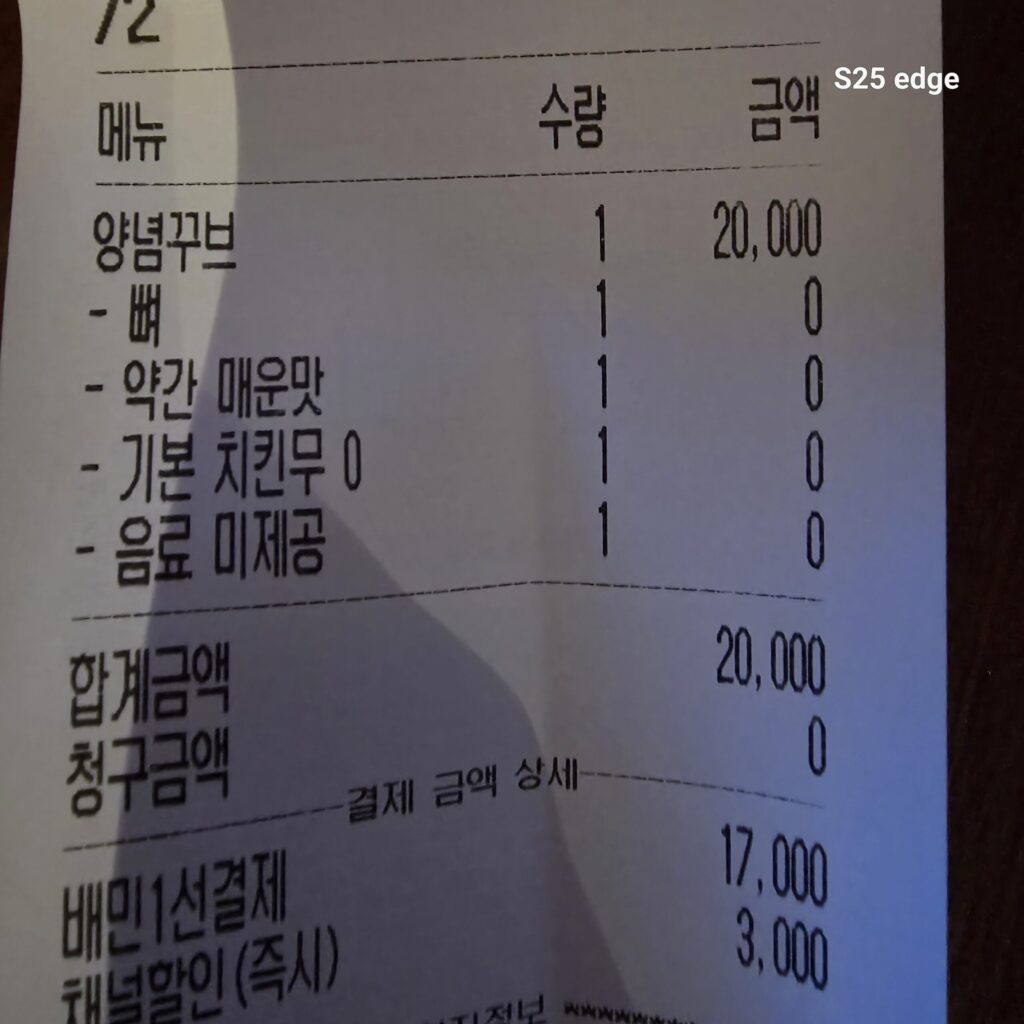 72
S25 edge
메뉴 수량 금액
양념꾸브 1 20,000
- 뼈 1 0
- 약간 매운맛 1 0
- 기본 치킨무 0 1 0
- 음료 미제공 1 0
합계금액 20,000
청구금액 0
결제 금액 상세
배민1선결제 17,000
채널할인(즉시) 3,000